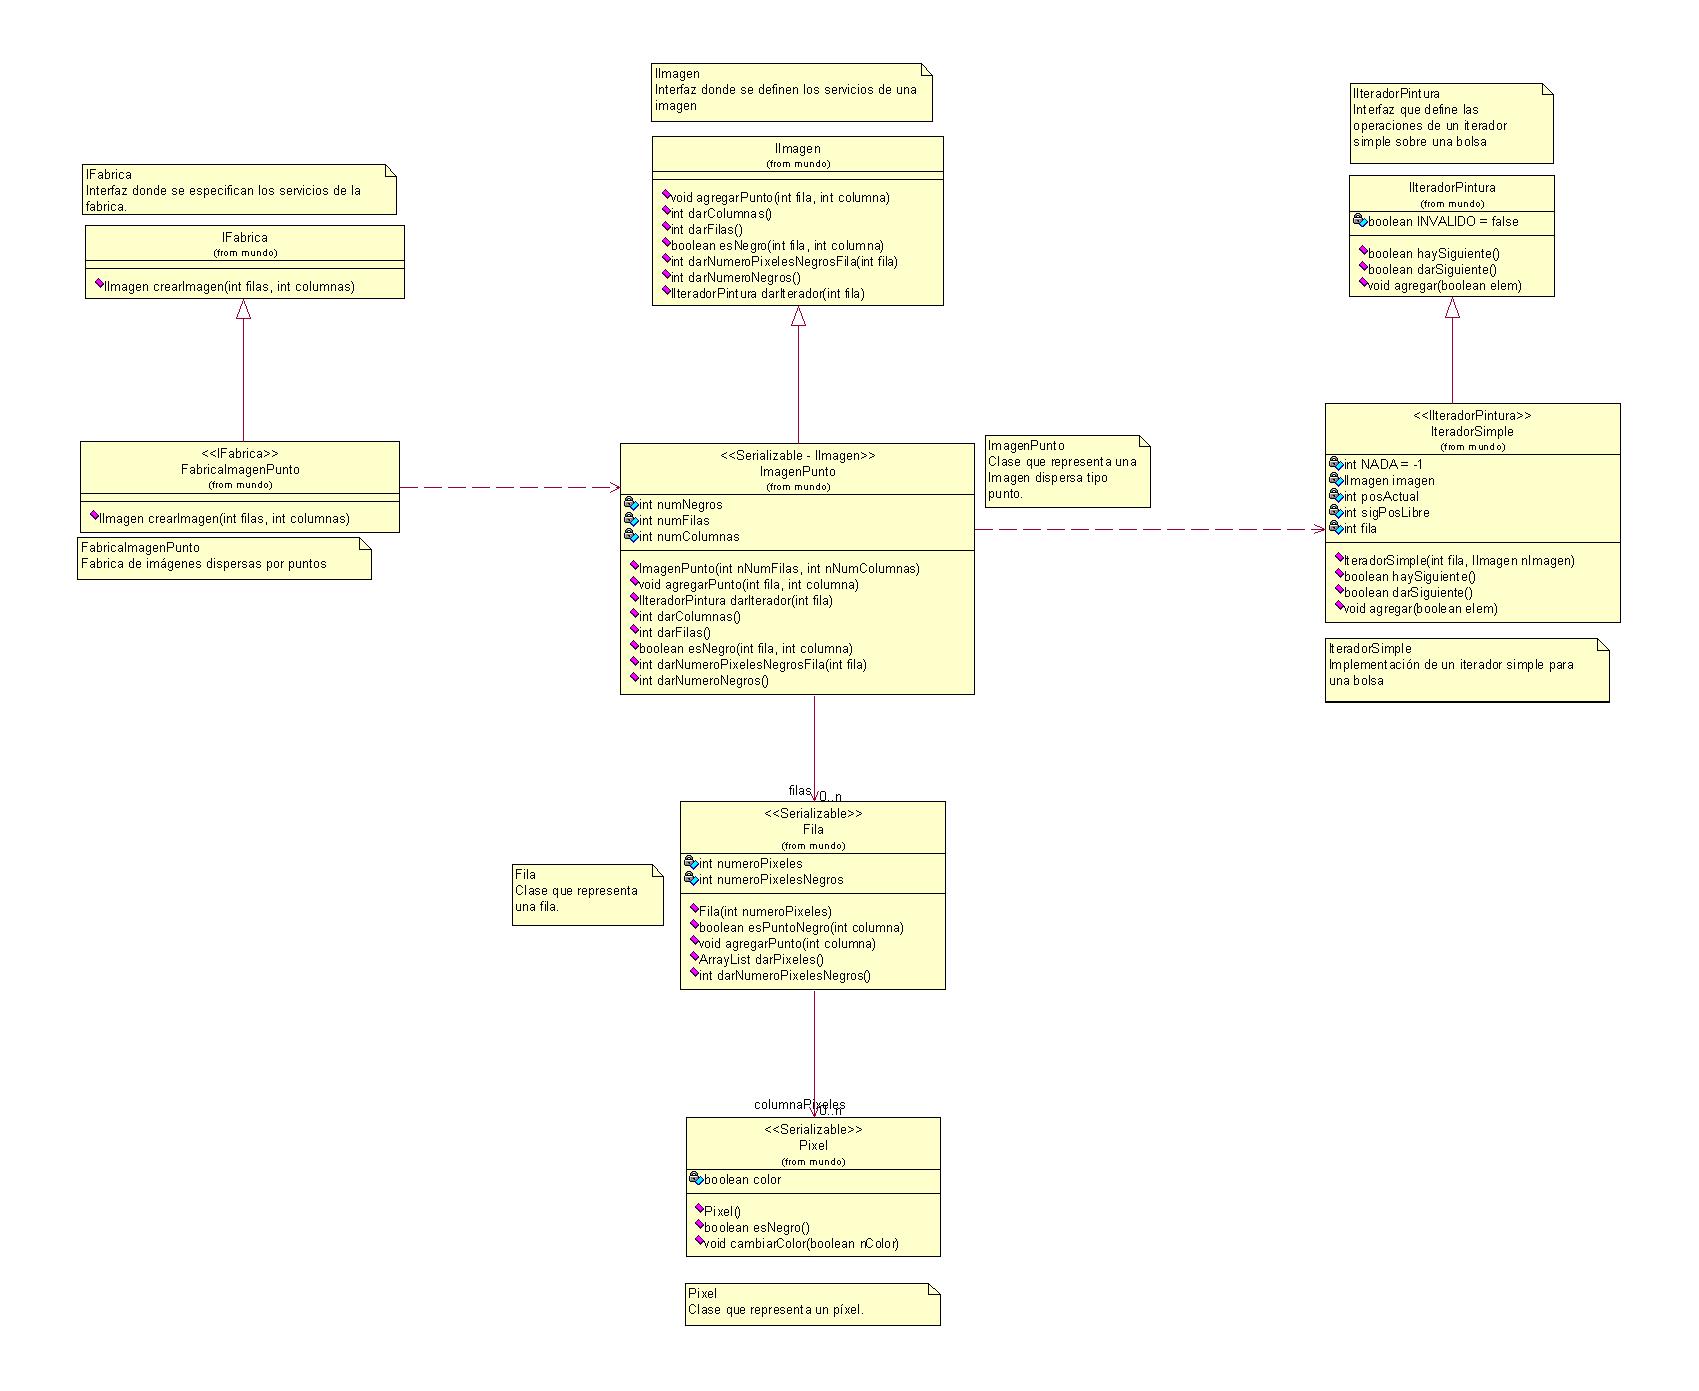 IImagen
Interfaz donde se definen los servicios de una
imagen
IImagen
(from mundo)
void agregarPunto(int fila, int columna)
int darColumnas()
int darFilas()
boolean esNegro(int fila, int columna)
int darNumeroPixelesNegrosFila(int fila)
int darNumeroNegros()
IIteradorPintura darIterador(int fila)
IIteradorPintura
Interfaz que define las
operaciones de un iterador
simple sobre una bolsa
IIteradorPintura
(from mundo)
boolean INVALIDO = false
boolean haySiguiente()
boolean darSiguiente()
void agregar(boolean elem)
IFabrica
Interfaz donde se especifican los servicios de la
fabrica.
IFabrica
(from mundo)
IImagen crearImagen(int filas, int columnas)
<<IFabrica>>
FabricaImagenPunto
(from mundo)
IImagen crearImagen(int filas, int columnas)
FabricaImagenPunto
Fabrica de imágenes dispersas por puntos
<<Serializable - IImagen>>
ImagenPunto
(from mundo)
int numNegros
int numFilas
int numColumnas
ImagenPunto(int nNumFilas, int nNumColumnas)
void agregarPunto(int fila, int columna)
IIteradorPintura darIterador(int fila)
int darColumnas()
int darFilas()
boolean esNegro(int fila, int columna)
int darNumeroPixelesNegrosFila(int fila)
int darNumeroNegros()
ImagenPunto
Clase que representa una
Imagen dispersa tipo
punto.
<<IIteradorPintura>>
IteradorSimple
(from mundo)
int NADA = -1
IImagen imagen
int posActual
int sigPosLibre
int fila
IteradorSimple(int fila, IImagen nImagen)
boolean haySiguiente()
boolean darSiguiente()
void agregar(boolean elem)
IteradorSimple
Implementación de un iterador simple para
una bolsa
filas
0..n
<<Serializable>>
Fila
(from mundo)
int numeroPixeles
int numeroPixelesNegros
Fila(int numeroPixeles)
boolean esPuntoNegro(int columna)
void agregarPunto(int columna)
ArrayList darPixeles()
int darNumeroPixelesNegros()
Fila
Clase que representa
una fila.
columnaPixeles
0..n
<<Serializable>>
Pixel
(from mundo)
boolean color
Pixel()
boolean esNegro()
void cambiarColor(boolean nColor)
Pixel
Clase que representa un píxel.